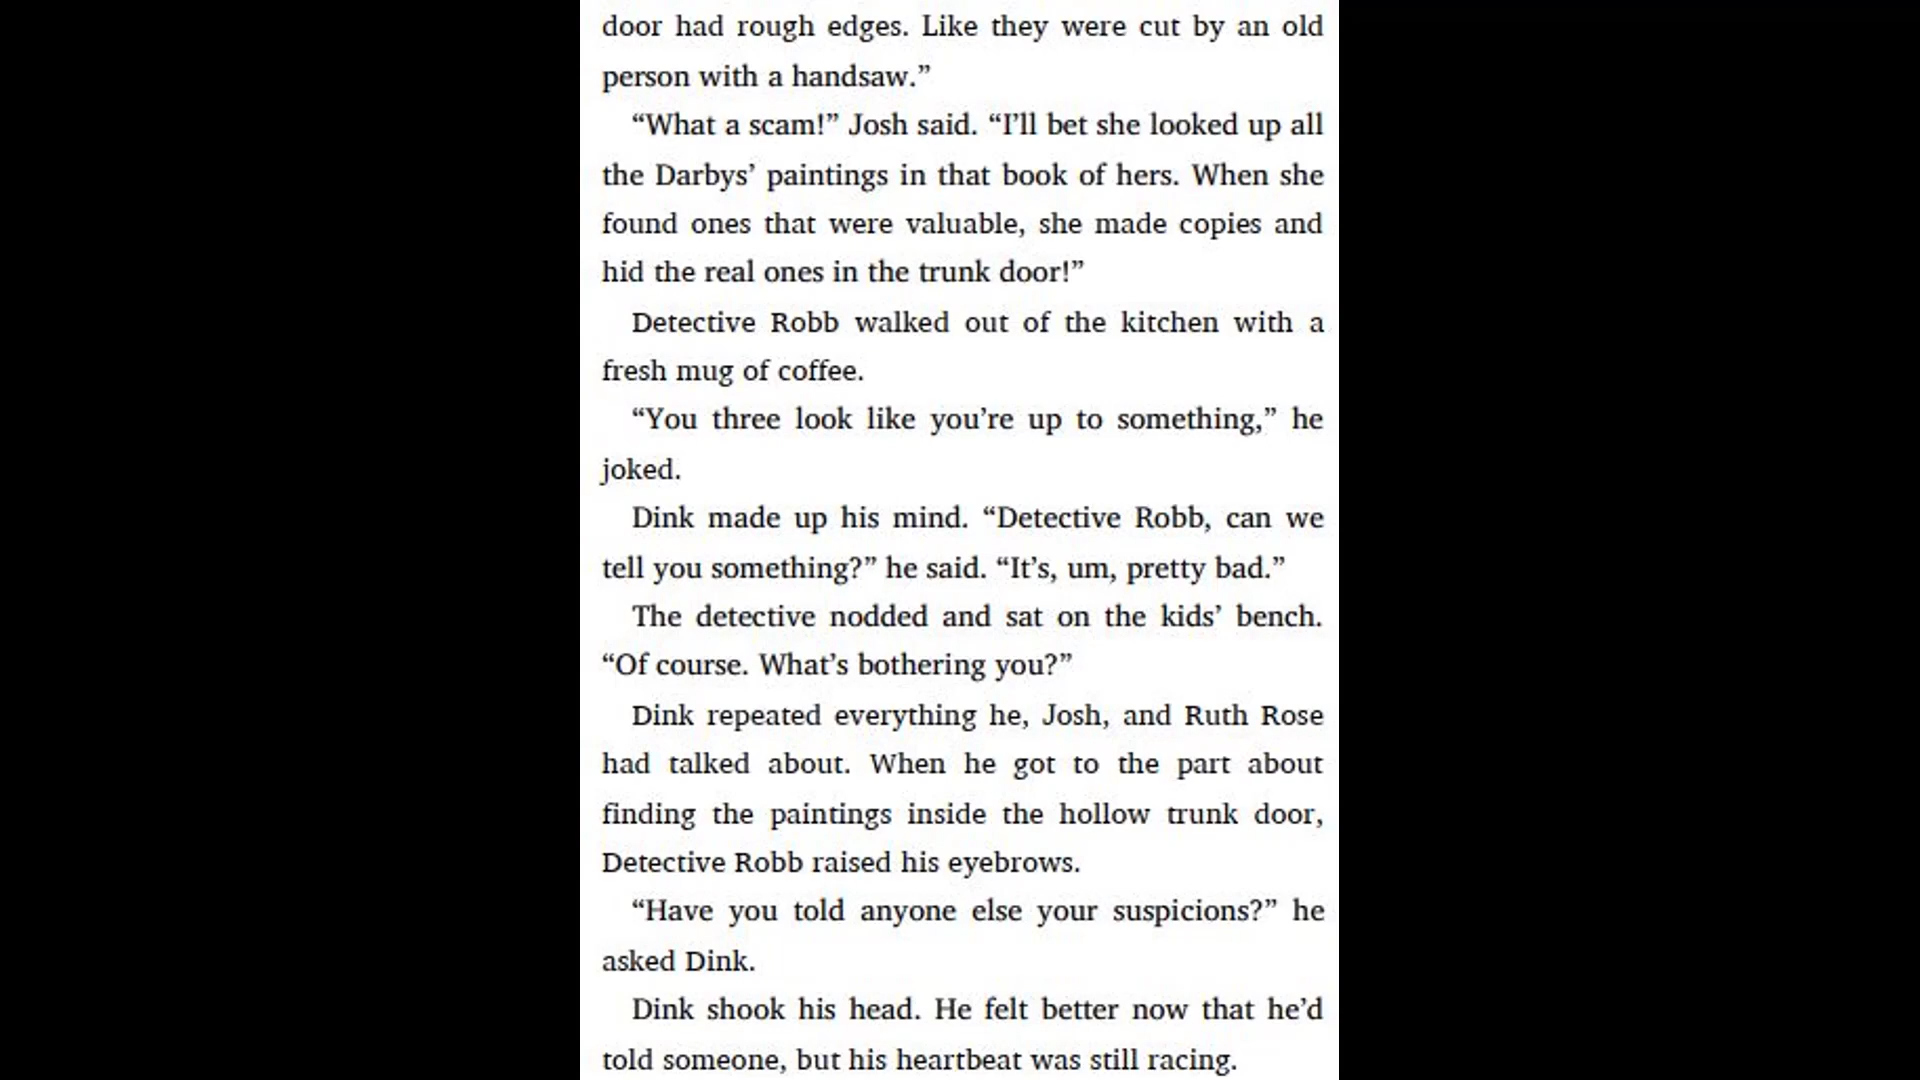 door had rough edges. Like they were cut by an old
person with a handsaw.”
“What a scam!” Josh said. “I’ll bet she looked up all
the Darbys’ paintings in that book of hers. When she
found ones that were valuable, she made copies and
hid the real ones in the trunk door!”
Detective Robb walked out of the kitchen with a
fresh mug of coffee.
“You three look like you’re up to something,” he
joked.
Dink made up his mind. “Detective Robb, can we
tell you something?” he said. “It’s, um, pretty bad.”
The detective nodded and sat on the kids’ bench.
“Of course. What’s bothering you?”
Dink repeated everything he, Josh, and Ruth Rose
had talked about. When he got to the part about
finding the paintings inside the hollow trunk door,
Detective Robb raised his eyebrows.
“Have you told anyone else your suspicions?” he
asked Dink.
Dink shook his head. He felt better now that he’d
told someone, but his heartbeat was still racing.